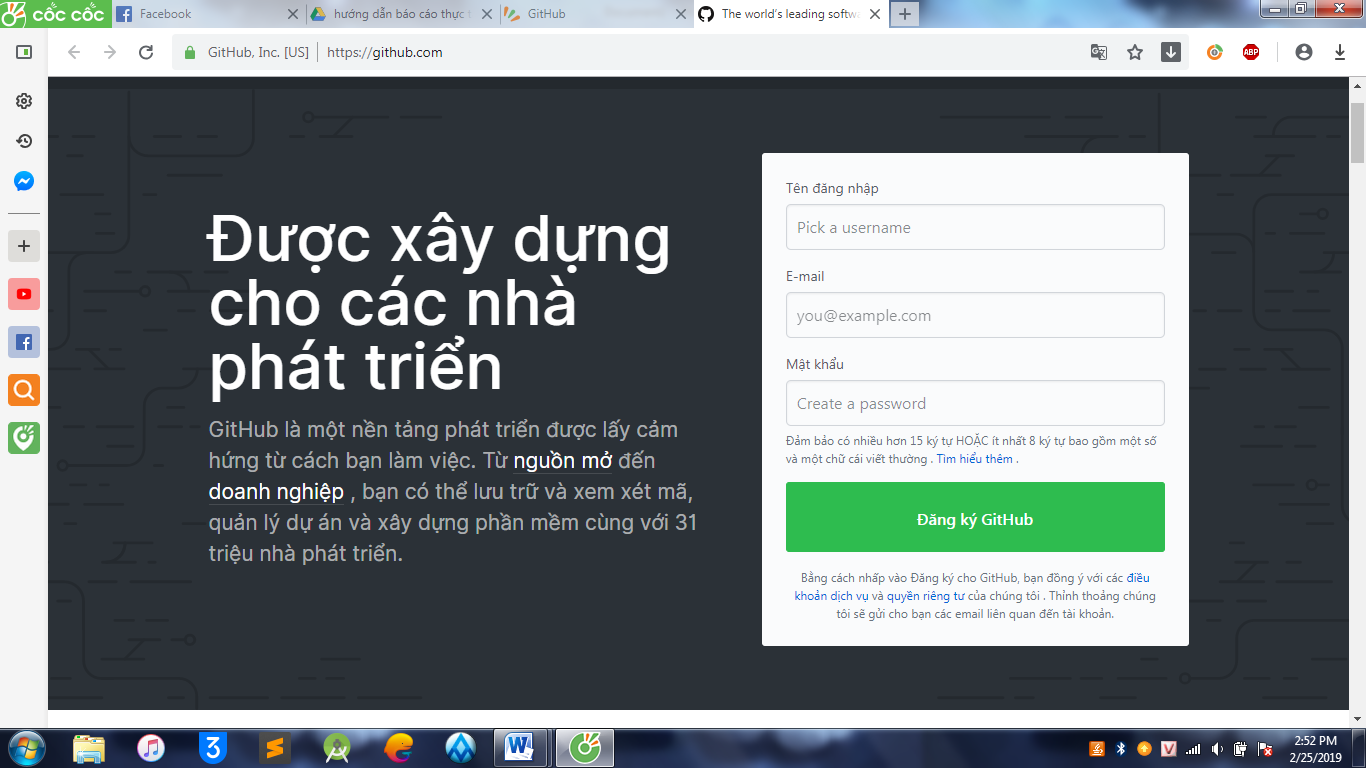 cốc cốc
Facebook
hướng dẫn báo cáo thực t
GitHub
The world's leading softwa
GitHub, Inc. [US]
https://github.com
ABP
Được xây dựng
cho các nhà
phát triển
GitHub là một nền tảng phát triển được lấy cảm
hứng từ cách bạn làm việc. Từ nguồn mở đến
doanh nghiệp , bạn có thể lưu trữ và xem xét mã,
quản lý dự án và xây dựng phần mềm cùng với 31
triệu nhà phát triển.
Tên đăng nhập
Pick a username
E-mail
you@example.com
Mật khẩu
Create a password
Đảm bảo có nhiều hơn 15 ký tự HOẶC ít nhất 8 ký tự bao gồm một số
và một chữ cái viết thường . Tìm hiểu thêm .
Đăng ký GitHub
Bằng cách nhấp vào Đăng ký cho GitHub, bạn đồng ý với các điều
khoản dịch vụ và quyền riêng tư của chúng tôi . Thỉnh thoảng chúng
tôi sẽ gửi cho bạn các email liên quan đến tài khoản.
2:52 PM
2/25/2019